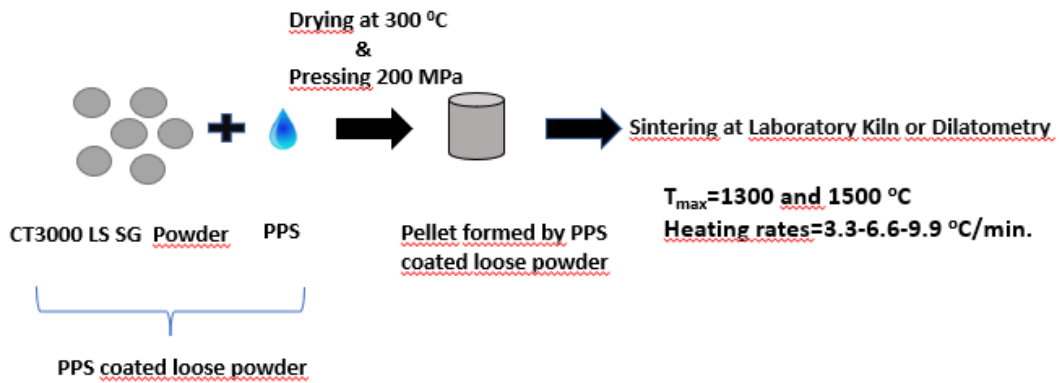 Drying at 300 ⁰C
&
Pressing 200 MPa
Sintering at Laboratory Kiln or Dilatometry
Tmax=1300 and 1500 ⁰C
Heating rates=3.3-6.6-9.9 ⁰C/min.
CT3000 LS SG Powder
PPS
Pellet formed by PPS
coated loose powder
PPS coated loose powder